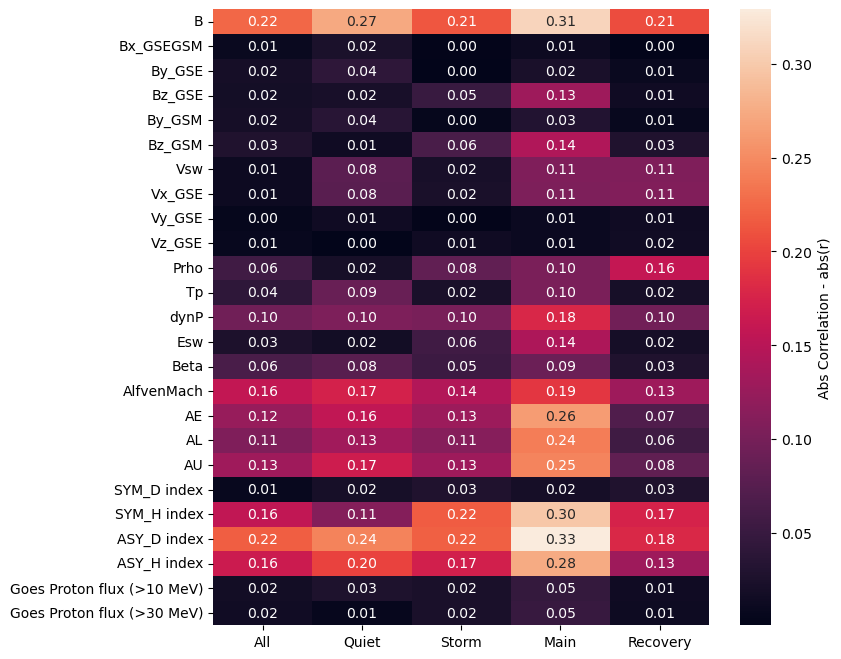 B 0.22 0.27 0.21 0.31 0.21
Bx_GSEGSM 0.01 0.02 0.00 0.01 0.00
By_GSE 0.02 0.04 0.00 0.02 0.01
Bz_GSE 0.02 0.02 0.05 0.13 0.01
By_GSM 0.02 0.04 0.00 0.03 0.01
Bz_GSM 0.03 0.01 0.06 0.14 0.03
Vsw 0.01 0.08 0.02 0.11 0.11
Vx_GSE 0.01 0.08 0.02 0.11 0.11
Vy_GSE 0.00 0.01 0.00 0.01 0.01
Vz_GSE 0.01 0.00 0.01 0.01 0.02
Prho 0.06 0.02 0.08 0.10 0.16
Tp 0.04 0.09 0.02 0.10 0.02
dynP 0.10 0.10 0.10 0.18 0.10
Esw 0.03 0.02 0.06 0.14 0.02
Beta 0.06 0.08 0.05 0.09 0.03
AlfvenMach 0.16 0.17 0.14 0.19 0.13
AE 0.12 0.16 0.13 0.26 0.07
AL 0.11 0.13 0.11 0.24 0.06
AU 0.13 0.17 0.13 0.25 0.08
SYM_D index 0.01 0.02 0.03 0.02 0.03
SYM_H index 0.16 0.11 0.22 0.30 0.17
ASY_D index 0.22 0.24 0.22 0.33 0.18
ASY_H index 0.16 0.20 0.17 0.28 0.13
Goes Proton flux (>10 MeV) 0.02 0.03 0.02 0.05 0.01
Goes Proton flux (>30 MeV) 0.02 0.01 0.02 0.05 0.01
All Quiet Storm Main Recovery
0.30
0.25
0.20
0.15
0.10
0.05
Abs Correlation - abs(r)